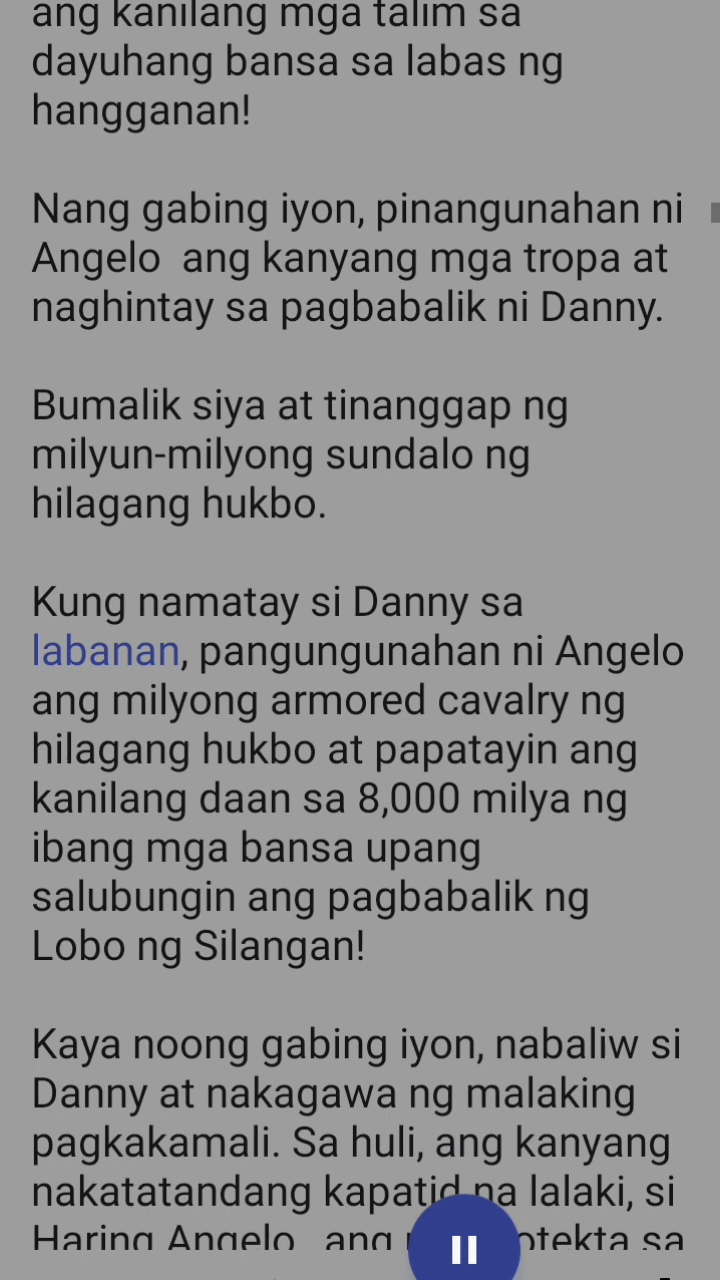 ang kanilang mga talim sa
dayuhang bansa sa labas ng
hangganan!
Nang gabing iyon, pinangunahan ni
Angelo  ang kanyang mga tropa at
naghintay sa pagbabalik ni Danny.
Bumalik siya at tinanggap ng
milyun-milyong sundalo ng
hilagang hukbo.
Kung namatay si Danny sa
labanan, pangungunahan ni Angelo
ang milyong armored cavalry ng
hilagang hukbo at papatayin ang
kanilang daan sa 8,000 milya ng
ibang mga bansa upang
salubungin ang pagbabalik ng
Lobo ng Silangan!
Kaya noong gabing iyon, nabaliw si
Danny at nakagawa ng malaking
pagkakamali. Sa huli, ang kanyang
nakatatandang kapatid na lalaki, si
Haring Angelo  ang sa